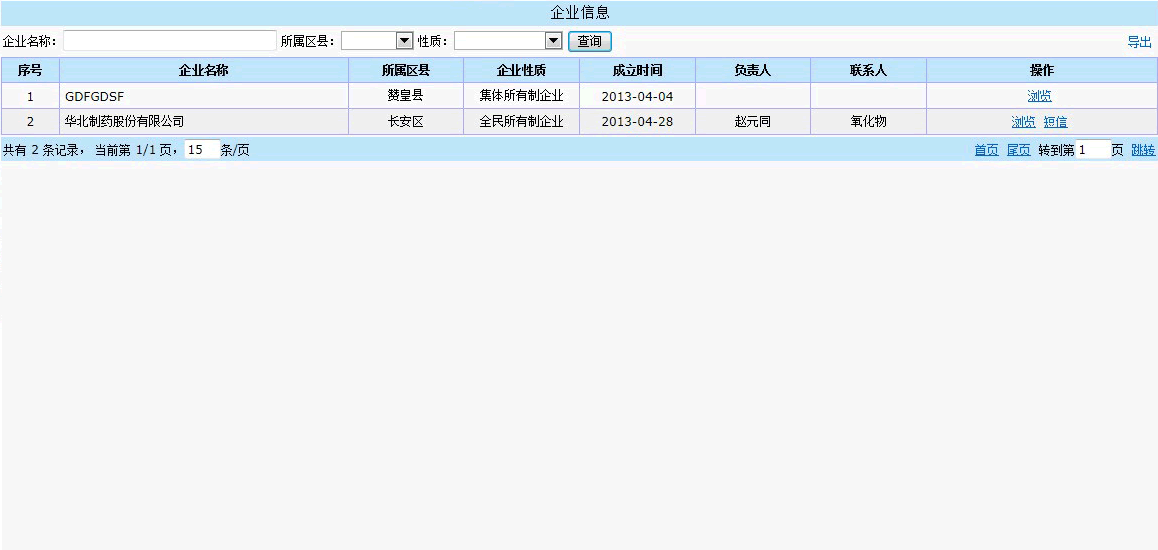 企业信息
企业名称： 所属区县： 性质： 查询 导出
序号 企业名称 所属区县 企业性质 成立时间 负责人 联系人 操作
1 GDFGDSF 赞皇县 集体所有制企业 2013-04-04 浏览
2 华北制药股份有限公司 长安区 全民所有制企业 2013-04-28 赵元同 氧化物 浏览 短信
共有 2 条记录， 当前第 1/1 页， 15 条/页 首页 尾页 转到第 1 页 跳转